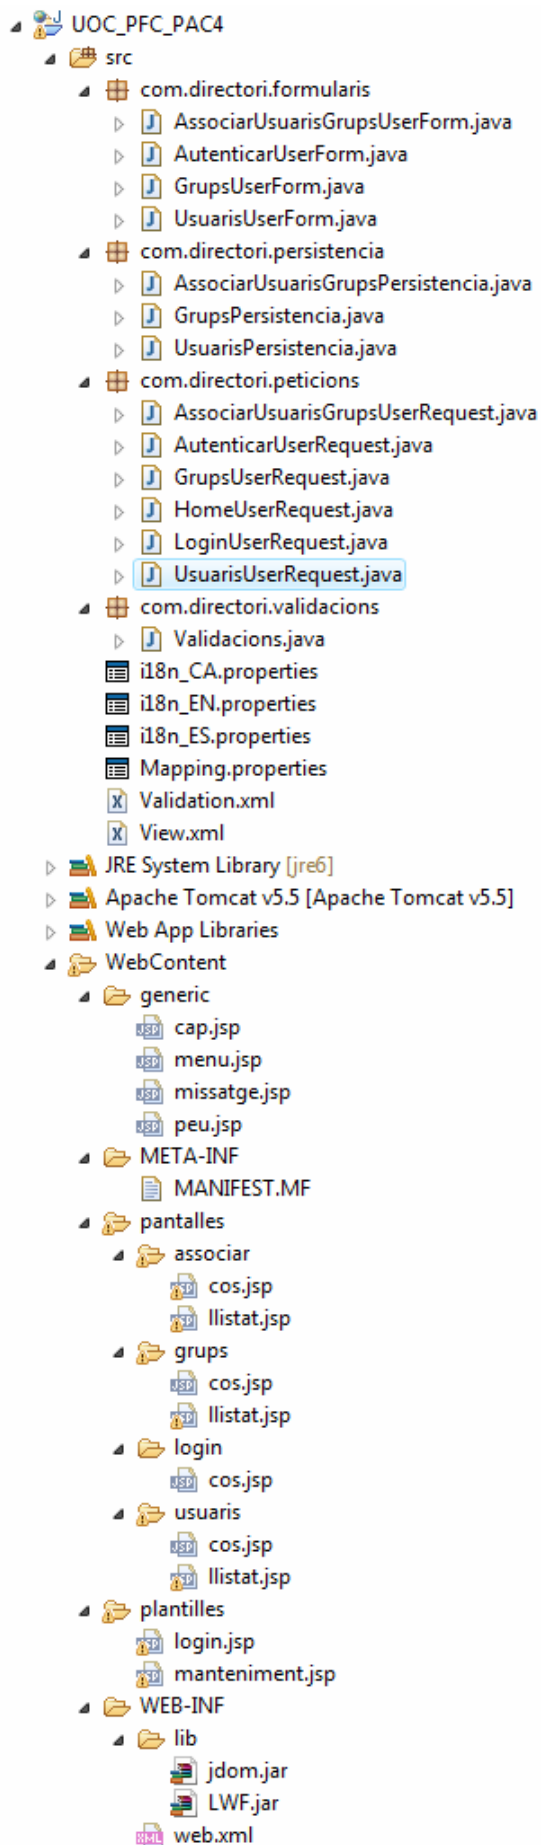 UOC_PFC_PAC4
src
com.directori.formularis
AssociarUsuarisGrupsUserForm.java
AutenticarUserForm.java
GrupsUserForm.java
UsuarisUserForm.java
com.directori.persistencia
AssociarUsuarisGrupsPersistencia.java
GrupsPersistencia.java
UsuarisPersistencia.java
com.directori.peticions
AssociarUsuarisGrupsUserRequest.java
AutenticarUserRequest.java
GrupsUserRequest.java
HomeUserRequest.java
LoginUserRequest.java
UsuarisUserRequest.java
com.directori.validacions
Validacions.java
i18n_CA.properties
i18n_EN.properties
i18n_ES.properties
Mapping.properties
Validation.xml
View.xml
JRE System Library [jre6]
Apache Tomcat v5.5 [Apache Tomcat v5.5]
Web App Libraries
WebContent
generic
cap.jsp
menu.jsp
missatge.jsp
peu.jsp
META-INF
MANIFEST.MF
pantalles
associar
cos.jsp
llistat.jsp
grups
cos.jsp
llistat.jsp
login
cos.jsp
usuaris
cos.jsp
llistat.jsp
plantilles
login.jsp
manteniment.jsp
WEB-INF
lib
jdom.jar
LWF.jar
web.xml